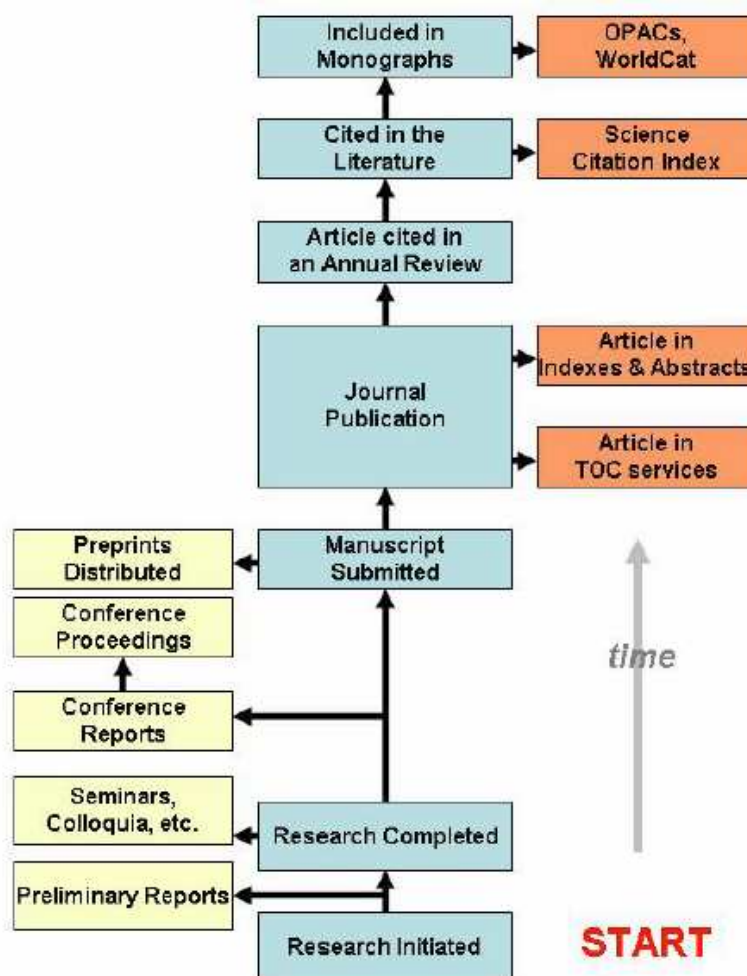 Included in
Monographs
OPACs,
WorldCat
Cited in the
Literature
Science
Citation Index
Article cited in
an Annual Review
Journal
Publication
Article in
Indexes & Abstracts
Article in
TOC services
Preprints
Distributed
Manuscript
Submitted
Conference
Proceedings
time
Conference
Reports
Seminars,
Colloquia, etc.
Research Completed
Preliminary Reports
Research Initiated
START